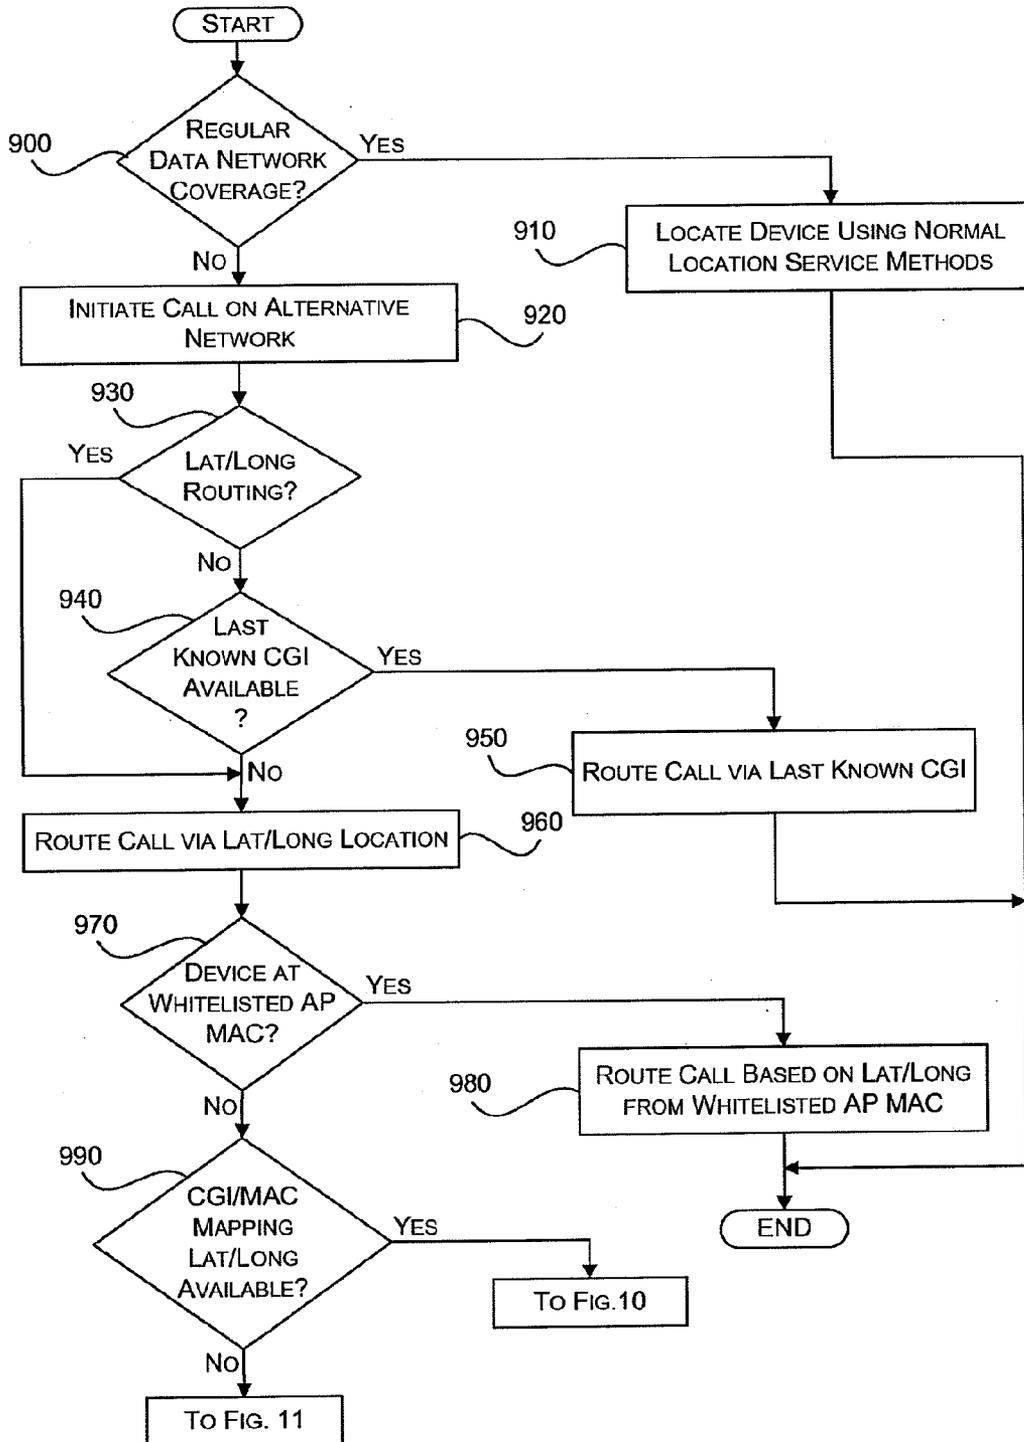 START
900
REGULAR
DATA NETWORK
COVERAGE?
YES
910
LOCATE DEVICE USING NORMAL
LOCATION SERVICE METHODS
NO
INITIATE CALL ON ALTERNATIVE
NETWORK
920
930
YES
LAT/LONG
ROUTING?
NO
940
LAST
KNOWN CGI
AVAILABLE
?
YES
950
ROUTE CALL VIA LAST KNOWN CGI
NO
ROUTE CALL VIA LAT/LONG LOCATION
960
970
DEVICE AT
WHITELISTED AP
MAC?
YES
980
ROUTE CALL BASED ON LAT/LONG
FROM WHITELISTED AP MAC
NO
990
CGI/MAC
MAPPING
LAT/LONG
AVAILABLE?
YES
END
TO FIG.10
NO
TO FIG. 11